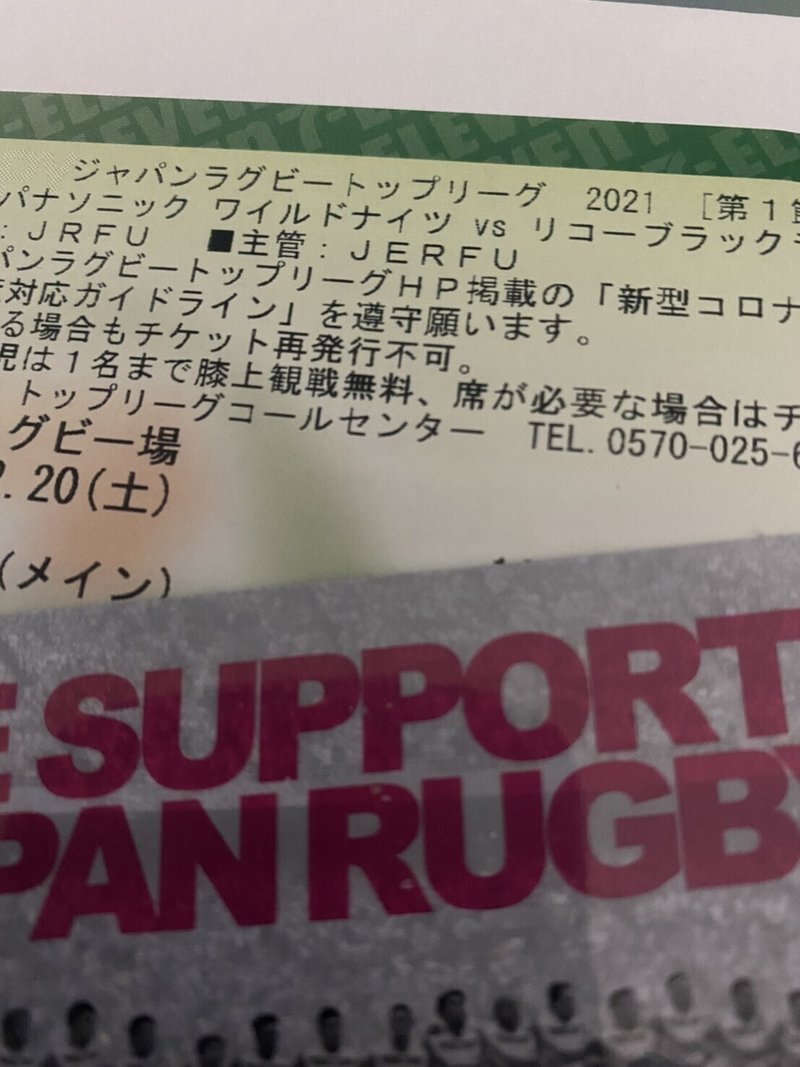 7-ELEVEN 7-ELEVEN
ジャパンラグビートップリーグ 2021 [第1節
パナソニック ワイルドナイツ vs リコーブラック
:JRFU ■主管:JERFU
パンラグビートップリーグHP掲載の「新型コロナ
対応ガイドライン」を遵守願います。
る場合もチケット再発行不可。
児は1名まで膝上観戦無料、席が必要な場合はチ
トップリーグコールセンター TEL.0570-025-6
グビー場
.20(土)
(メイン)
E SUPPORT
PAN RUGBY